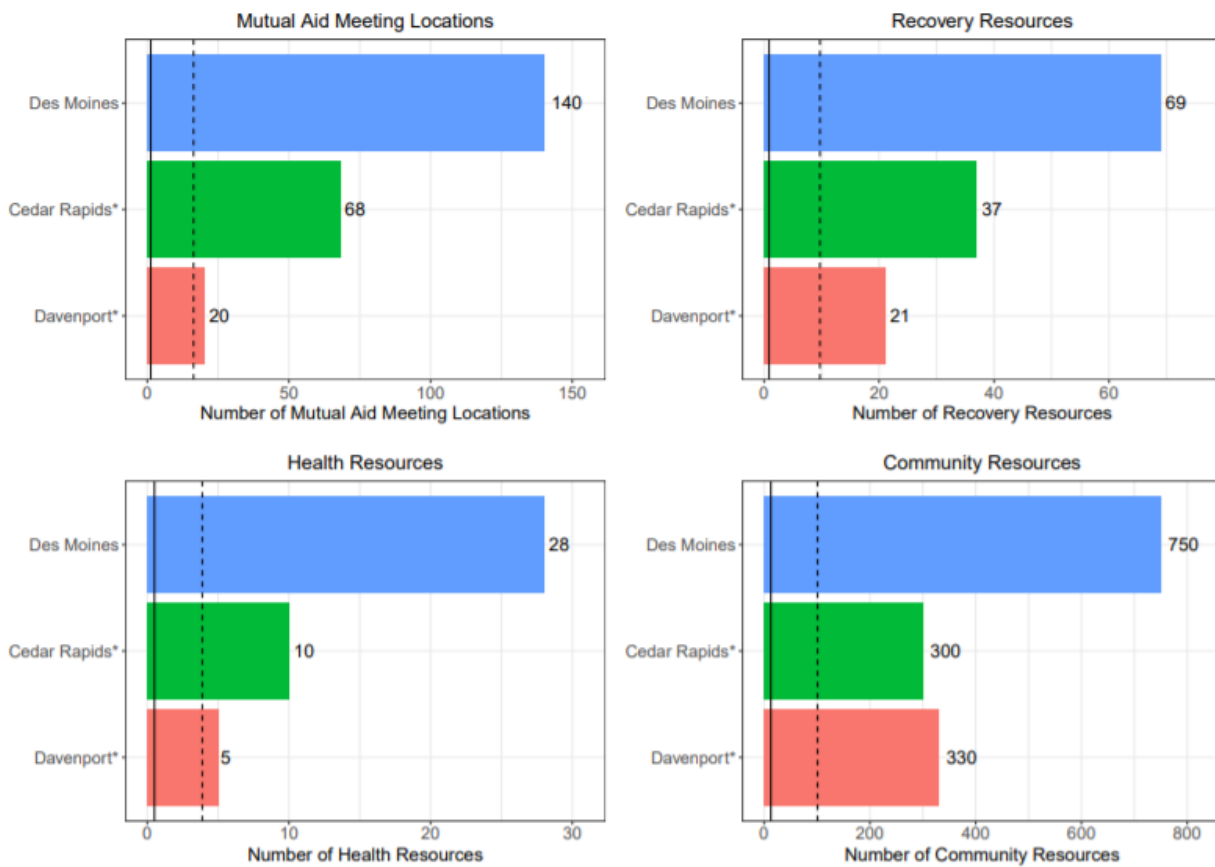 Mutual Aid Meeting Locations
Des Moines
140
Cedar Rapids*
68
Davenport*
20
0 50 100 150
Number of Mutual Aid Meeting Locations
Recovery Resources
Des Moines
69
Cedar Rapids*
37
Davenport*
21
0 20 40 60
Number of Recovery Resources
Health Resources
Des Moines
28
Cedar Rapids*
10
Davenport*
5
0 10 20 30
Number of Health Resources
Community Resources
Des Moines
750
Cedar Rapids*
300
Davenport*
330
0 200 400 600 800
Number of Community Resources